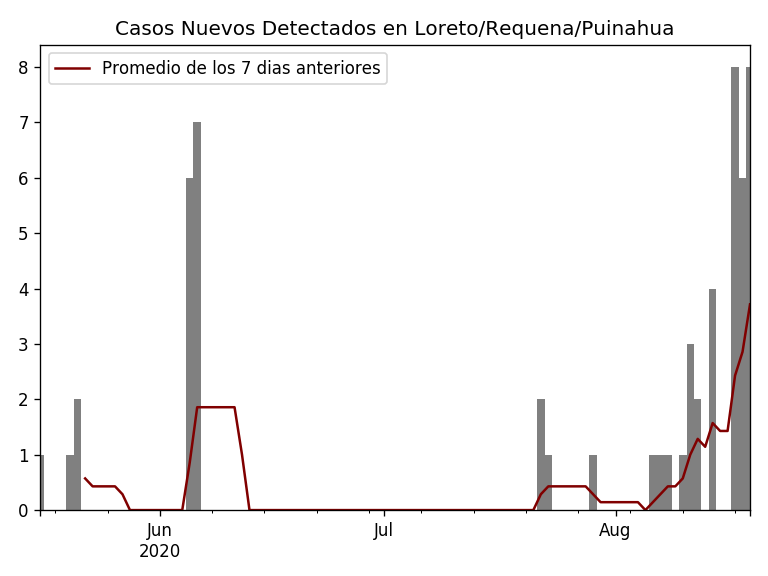 Casos Nuevos Detectados en Loreto/Requena/Puinahua
Promedio de los 7 dias anteriores
8
7
6
5
4
3
2
1
0
Jun
2020
Jul
Aug